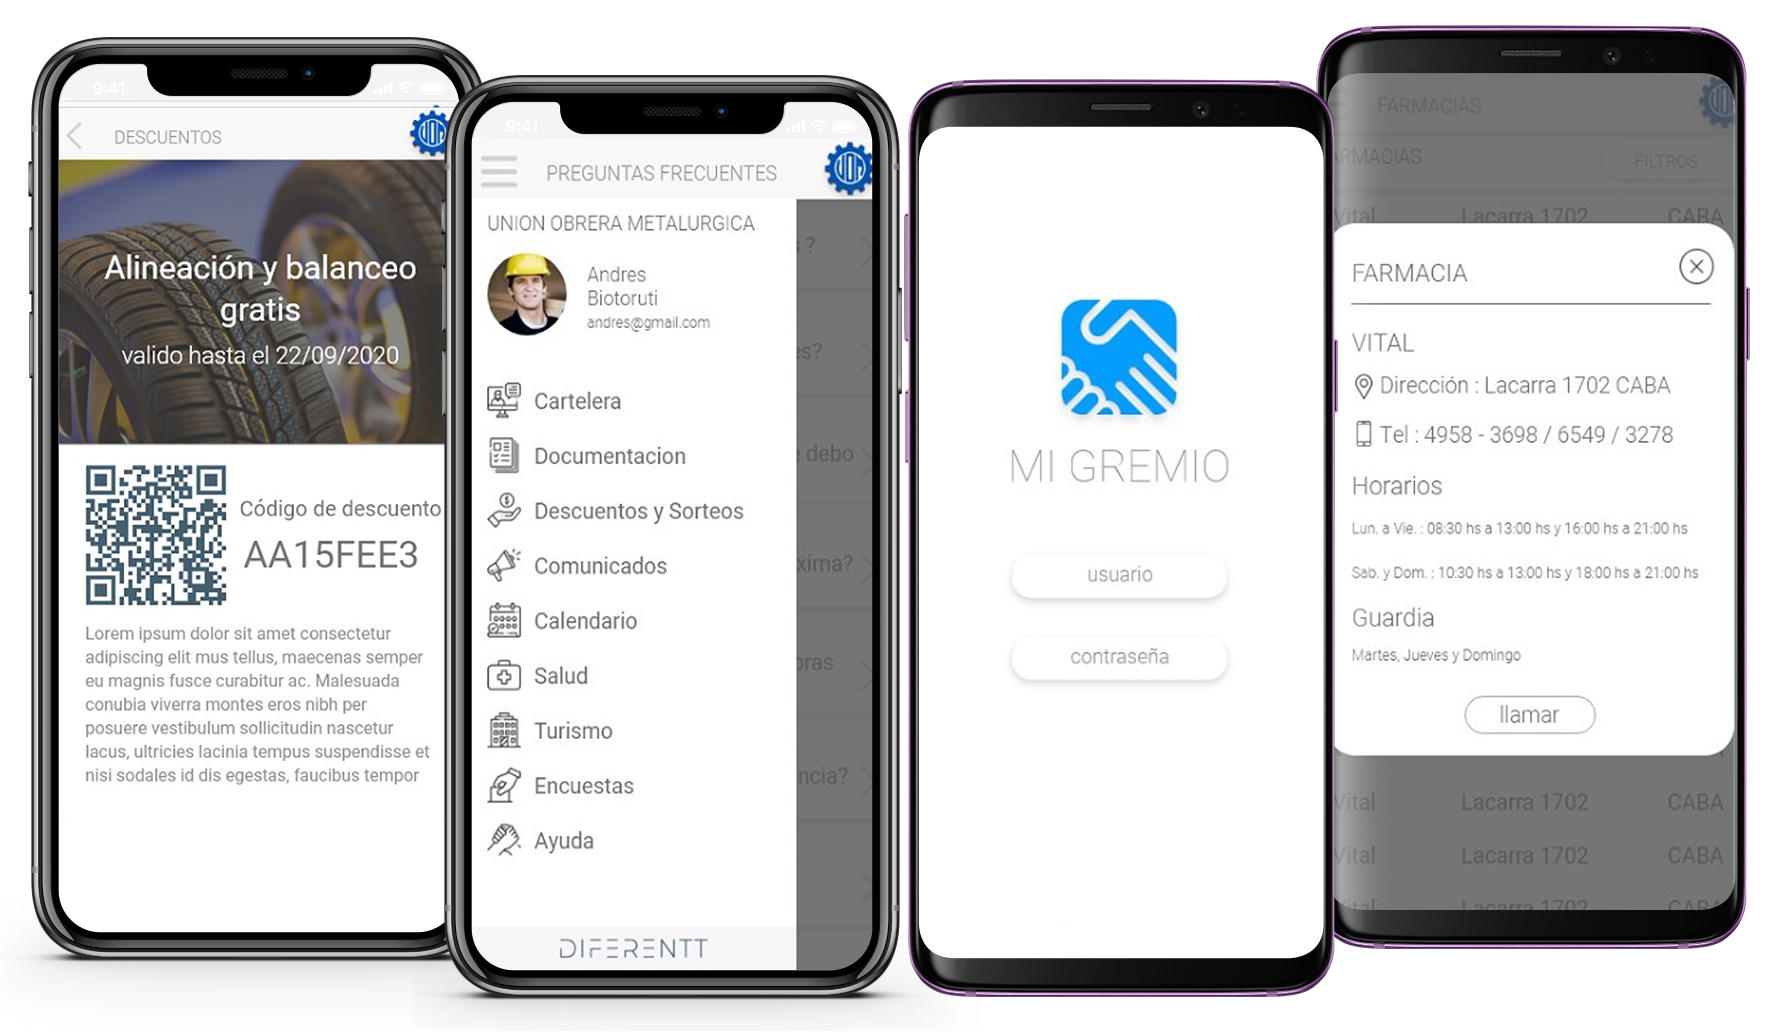 9:41
DESCUENTOS
Alineación y balanceo
gratis
valido hasta el 22/09/2020
Código de descuento
AA15FEE3
Lorem ipsum dolor sit amet consectetur
adipiscing elit mus tellus, maecenas semper
eu magnis fusce curabitur ac. Malesuada
conubia viverra montes eros nibh per
posuere vestibulum sollicitudin nascetur
lacus, ultricies lacinia tempus suspendisse et
nisi sodales id dis egestas, faucibus tempor
9:41
PREGUNTAS FRECUENTES
UNION OBRERA METALURGICA
Andres
Biotoruti
andres@gmail.com
Cartelera
Documentacion
Descuentos y Sorteos
Comunicados
Calendario
Salud
Turismo
Encuestas
Ayuda
DIFERENTT
?
debo
MI GREMIO
usuario
contraseña
FARMACIAS
FILTROS
Vital Lacarra 1702 CABA
FARMACIA
VITAL
Dirección : Lacarra 1702 CABA
Tel : 4958 - 3698 / 6549 / 3278
Horarios
Lun. a Vie. : 08:30 hs a 13:00 hs y 16:00 hs a 21:00 hs
Sab. y Dom. : 10:30 hs a 13:00 hs y 18:00 hs a 21:00 hs
Guardia
Martes, Jueves y Domingo
llamar
Vital Lacarra 1702 CABA
Vital Lacarra 1702 CABA
Vital Lacarra 1702 CABA